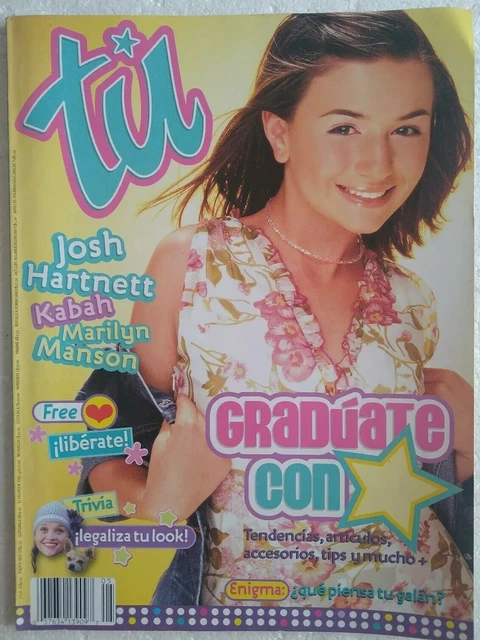 tú
Josh
Hartnett
Kabah
Marilyn
Manson
Free
¡libérate!
Trivia
¡legaliza tu look!
GRADÚATE
CON
Tendencias, artículos,
accesorios, tips y mucho +
Enigma: ¿qué piensa tu galán?
05